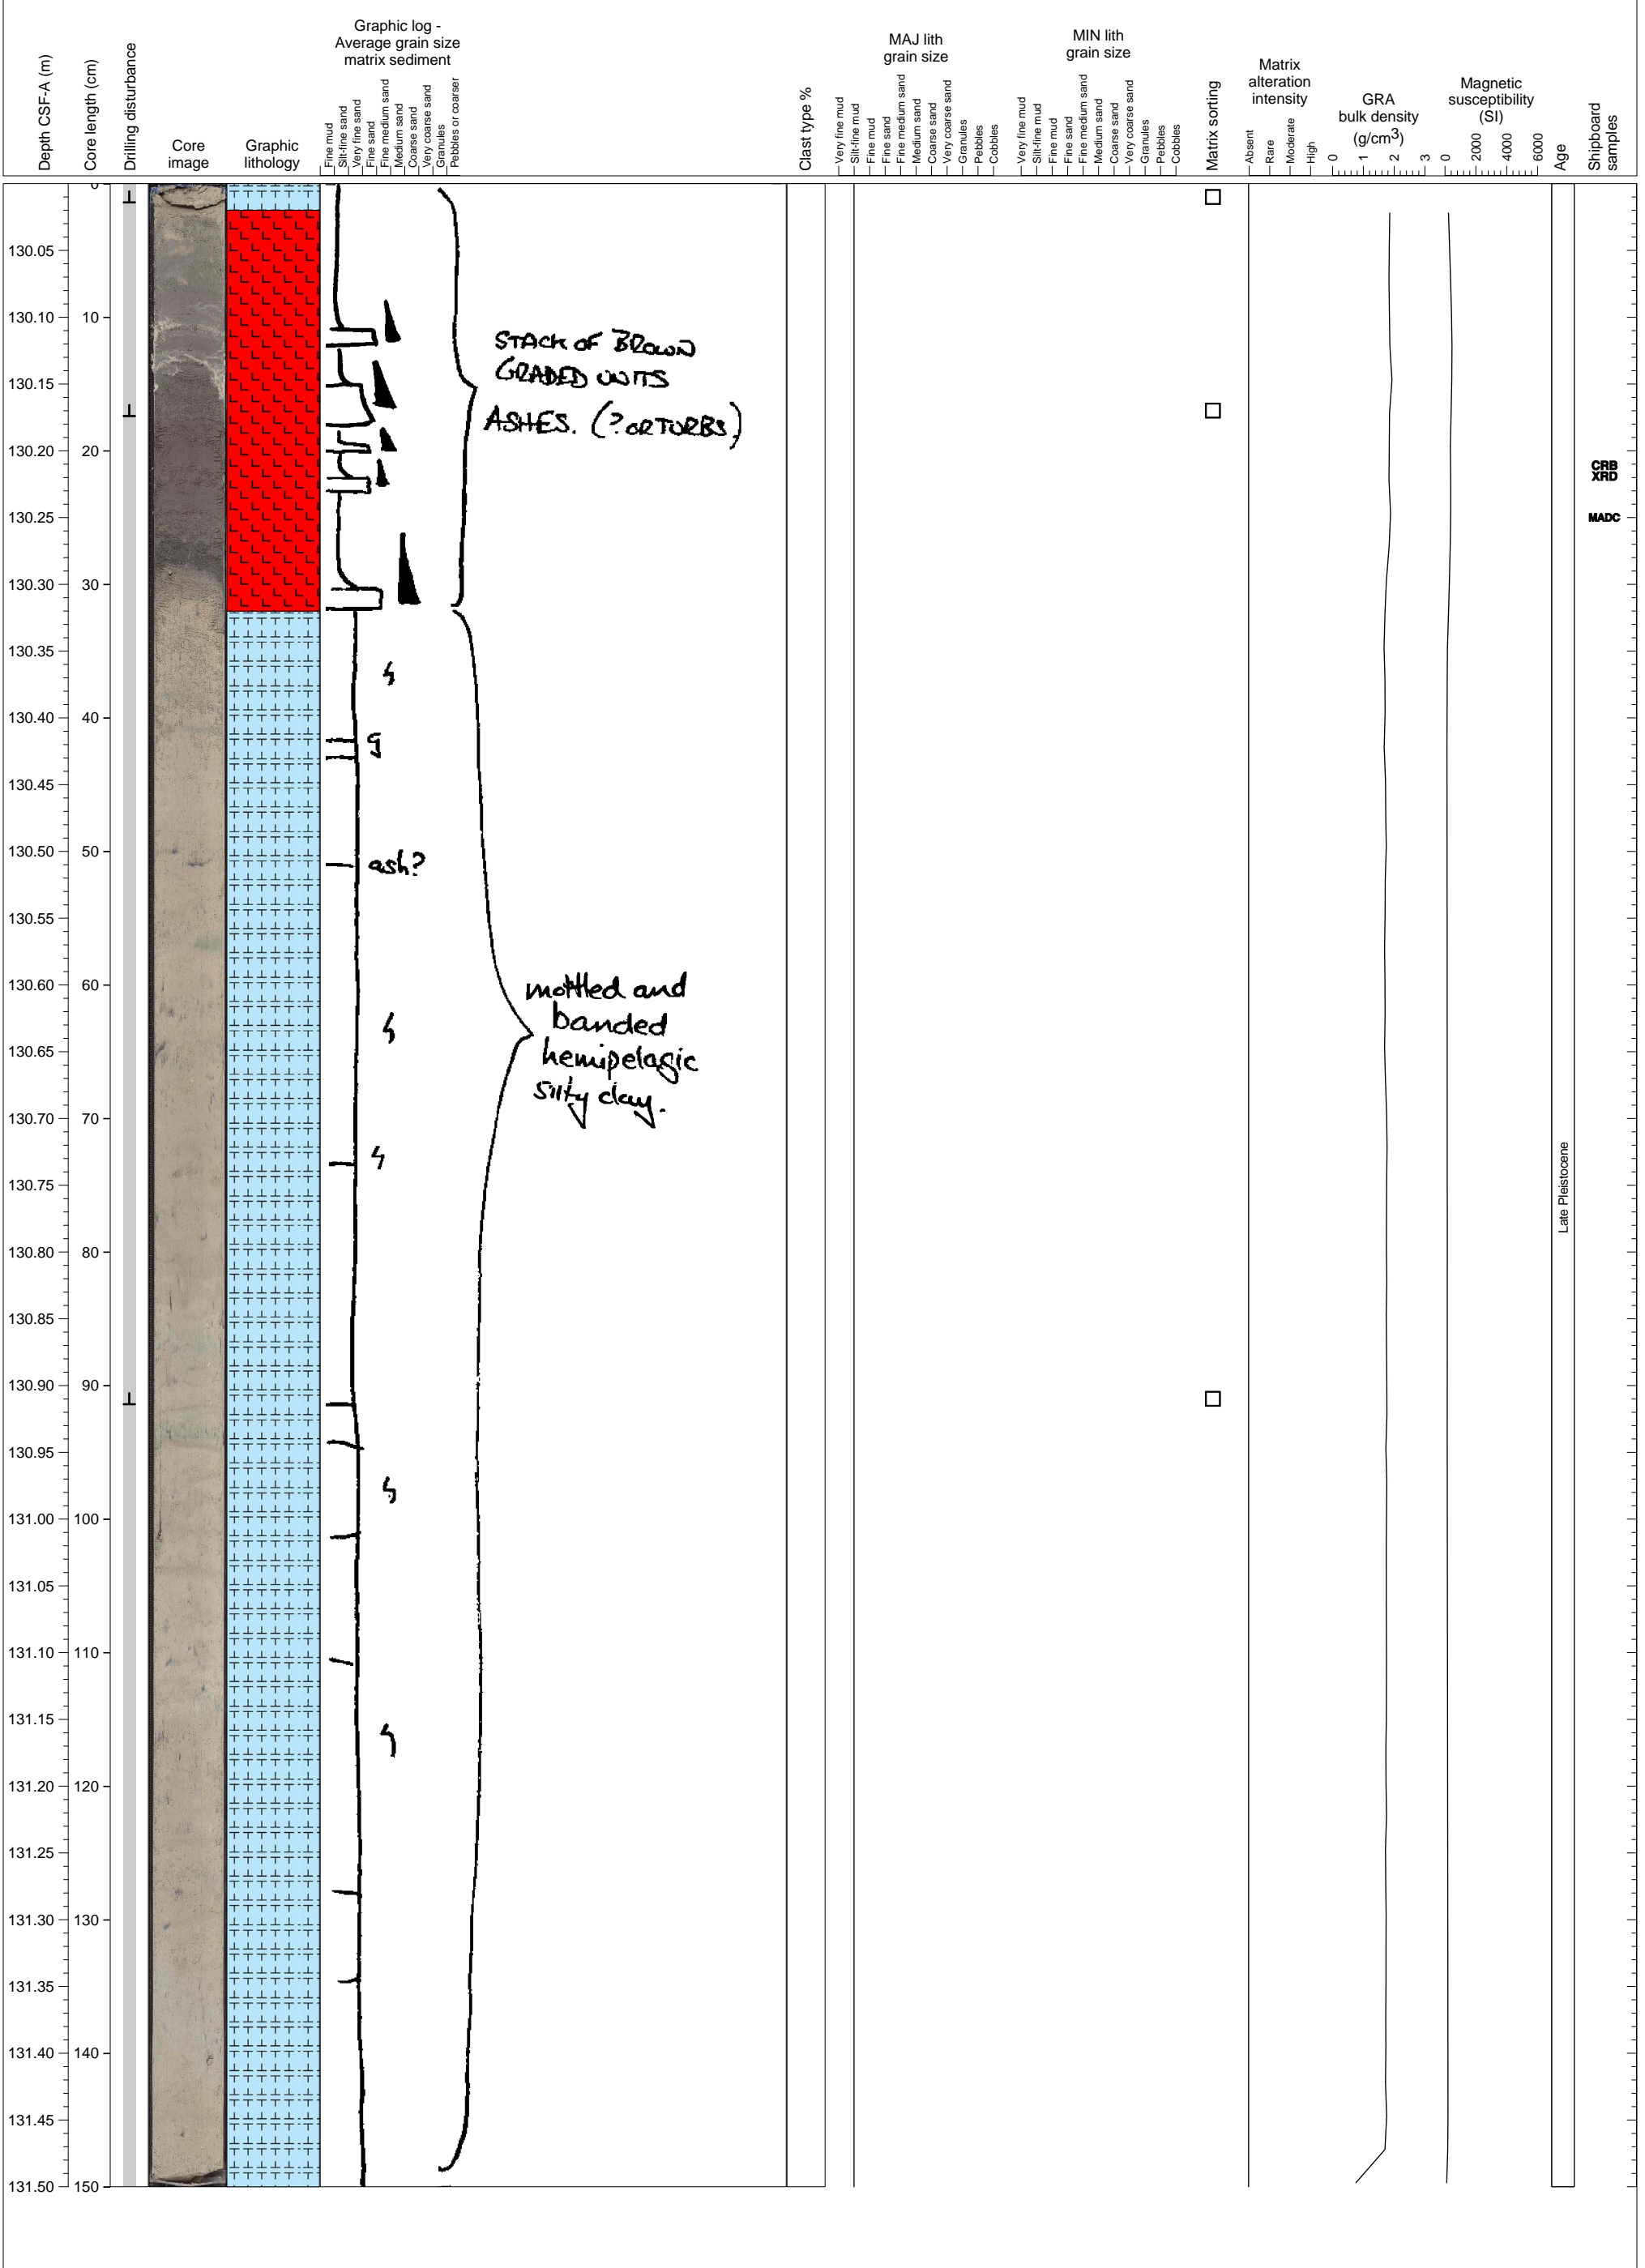 Depth CSF-A (m)
Core length (cm)
Drilling disturbance
Core
image
Graphic
lithology
Graphic log -
Average grain size
matrix sediment
Fine mud
Silt-fine sand
Very fine sand
Fine sand
Fine medium sand
Medium sand
Coarse sand
Very coarse sand
Granules
Pebbles or coarser
Clast type %
MAJ lith
grain size
Very fine mud
Silt-fine mud
Fine mud
Fine sand
Fine medium sand
Medium sand
Coarse sand
Very coarse sand
Granules
Pebbles
Cobbles
MIN lith
grain size
Very fine mud
Silt-fine mud
Fine mud
Fine sand
Fine medium sand
Medium sand
Coarse sand
Very coarse sand
Granules
Pebbles
Cobbles
Matrix sorting
Matrix
alteration
intensity
Absent
Rare
Moderate
High
GRA
bulk density
(g/cm3)
0 1 2 3
Magnetic
susceptibility
(SI)
0 2000 4000 6000
Age
Shipboard
samples
0
130.05
130.10 10
130.15
130.20 20
130.25
130.30 30
130.35
130.40 40
130.45
130.50 50
130.55
130.60 60
130.65
130.70 70
130.75
130.80 80
130.85
130.90 90
130.95
131.00 100
131.05
131.10 110
131.15
131.20 120
131.25
131.30 130
131.35
131.40 140
131.45
131.50 150
STACK OF BROWN
GRADED UNITS
ASHES. (? OR TURBS)
g
ash?
mottled and
banded
hemipelagic
silty clay.
CRB
XRD
MADC
Late Pleistocene